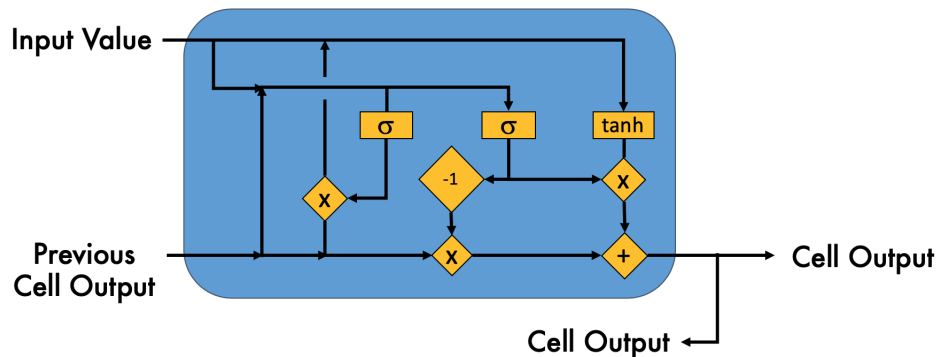 Input Value
σ
σ
tanh
-1
x
x
Previous
Cell Output
x
+
Cell Output
Cell Output